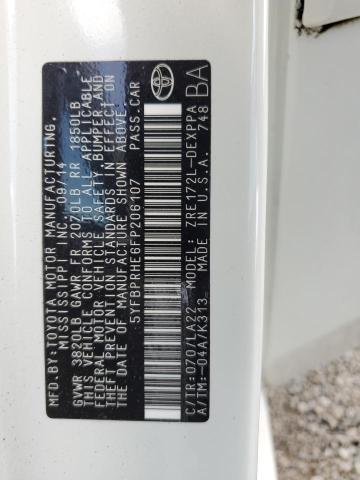 MFD.BY:TOYOTA MOTOR MANUFACTURING,
MISSISSIPPI INC. 09/14
GVWR 3820LB GAWR FR 2070LB RR 1850LB
THIS VEHICLE CONFORMS TO ALL APPLICABLE
FEDERAL MOTOR VEHICLE SAFETY, BUMPER,AND
THEFT PREVENTION STANDARDS IN EFFECT ON
THE DATE OF MANUFACTURE SHOWN ABOVE.
5YFBPRHE6FP206107 PASS.CAR
C/TR:070/LA22 MODEL: ZRE172L-DEXPPA
A/TM:-04A/K313 MADE IN U.S.A. 748
BA